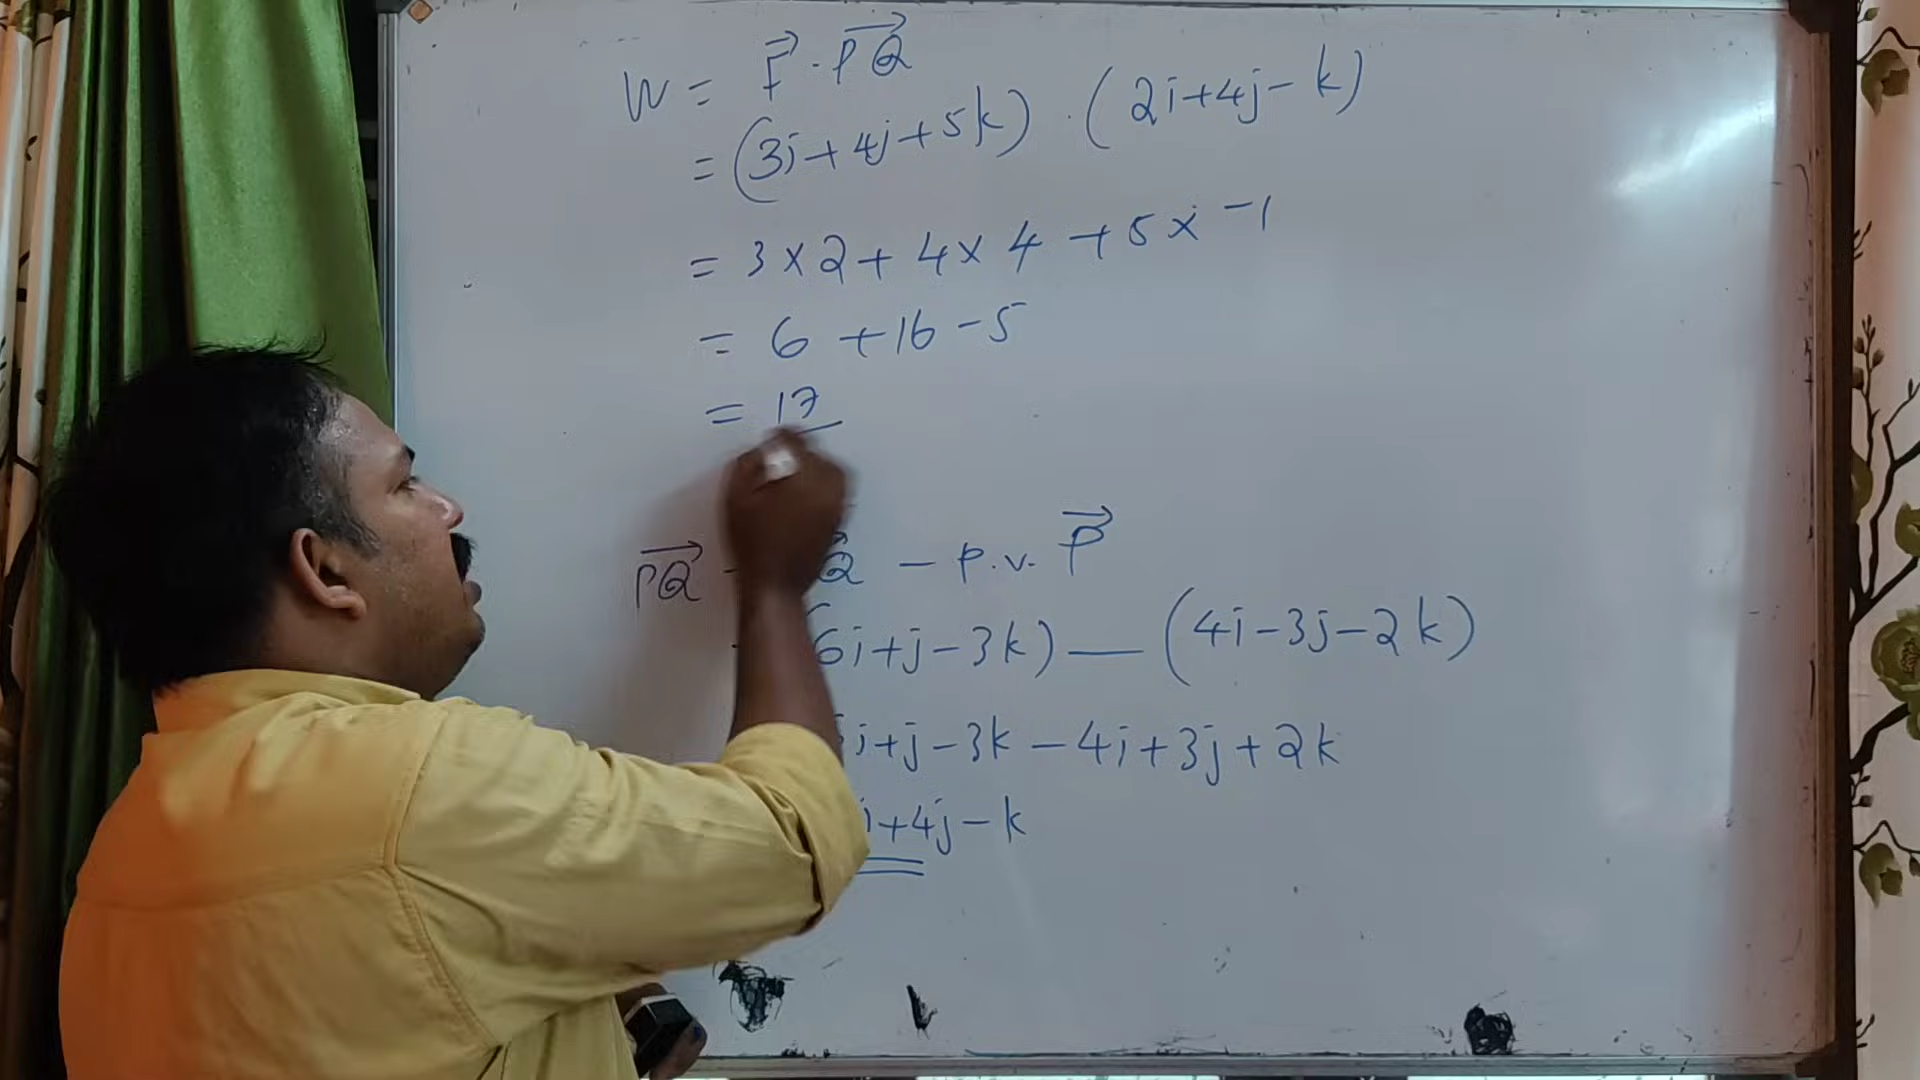 W = F⃗ . PQ⃗
= (3i+4j+5k) . (2i+4j-k)
= 3×2+4×4+5×-1
= 6+16-5
= 17
PQ⃗ - Q - P.v. P⃗
6i+j-3k) — (4i-3j-2k)
i+j-3k-4i+3j+2k
i+4j-k